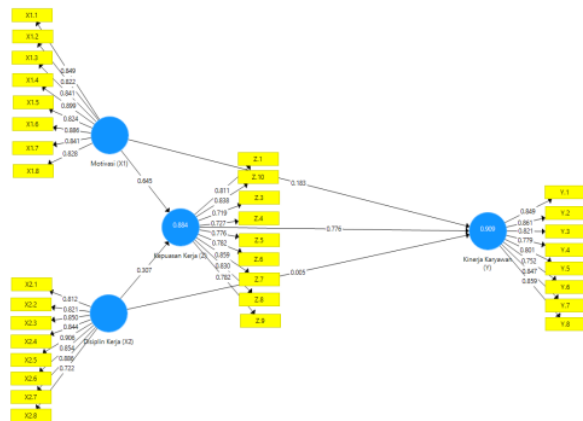 X1.1
X1.2
X1.3
X1.4
X1.5
X1.6
X1.7
X1.8
0.849
0.822
0.841
0.899
0.824
0.886
0.841
0.828
Motivasi (X1)
0.645
0.183
Z.1
Z.10
Z.3
Z.4
Z.5
Z.6
Z.7
Z.8
Z.9
0.811
0.838
0.719
0.727
0.776
0.782
0.859
0.830
0.782
0.884
Kepuasan Kerja (Z)
0.776
0.307
0.005
X2.1
X2.2
X2.3
X2.4
X2.5
X2.6
X2.7
X2.8
0.812
0.821
0.850
0.844
0.906
0.854
0.886
0.722
Disiplin Kerja (X2)
0.909
Kinerja Karyawan
(Y)
0.849
0.861
0.821
0.779
0.801
0.752
0.847
0.859
Y.1
Y.2
Y.3
Y.4
Y.5
Y.6
Y.7
Y.8